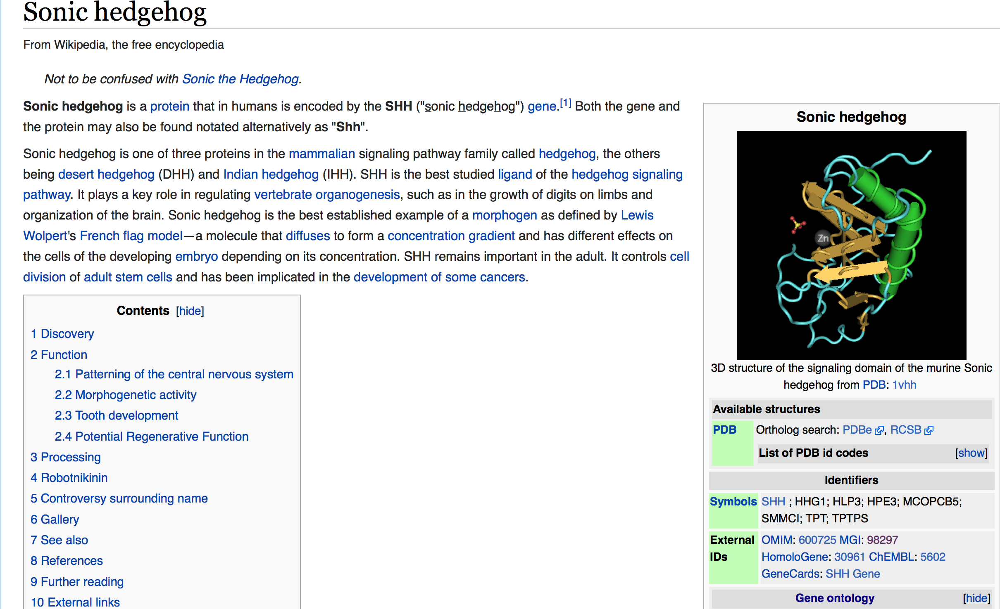 Sonic hedgehog
From Wikipedia, the free encyclopedia
Not to be confused with Sonic the Hedgehog.
Sonic hedgehog is a protein that in humans is encoded by the SHH ("sonic hedgehog") gene.[1] Both the gene and
the protein may also be found notated alternatively as "Shh".
Sonic hedgehog is one of three proteins in the mammalian signaling pathway family called hedgehog, the others
being desert hedgehog (DHH) and Indian hedgehog (IHH). SHH is the best studied ligand of the hedgehog signaling
pathway. It plays a key role in regulating vertebrate organogenesis, such as in the growth of digits on limbs and
organization of the brain. Sonic hedgehog is the best established example of a morphogen as defined by Lewis
Wolpert's French flag model—a molecule that diffuses to form a concentration gradient and has different effects on
the cells of the developing embryo depending on its concentration. SHH remains important in the adult. It controls cell
division of adult stem cells and has been implicated in the development of some cancers.
Contents [hide]
1 Discovery
2 Function
2.1 Patterning of the central nervous system
2.2 Morphogenetic activity
2.3 Tooth development
2.4 Potential Regenerative Function
3 Processing
4 Robotnikinin
5 Controversy surrounding name
6 Gallery
7 See also
8 References
9 Further reading
10 External links
Sonic hedgehog
Zn
3D structure of the signaling domain of the murine Sonic
hedgehog from PDB: 1vhh
Available structures
PDB Ortholog search: PDBe, RCSB
List of PDB id codes [show]
Identifiers
Symbols SHH ; HHG1; HLP3; HPE3; MCOPCB5;
SMMCI; TPT; TPTPS
External OMIM: 600725 MGI: 98297
IDs HomoloGene: 30961 ChEMBL: 5602
GeneCards: SHH Gene
Gene ontology [hide]